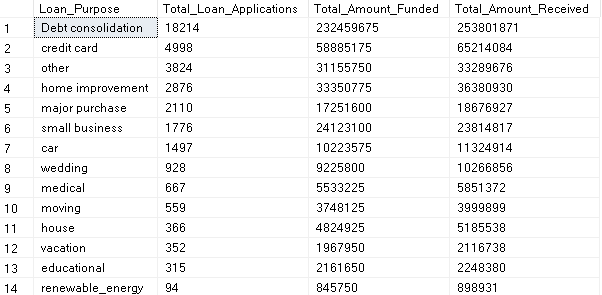 Loan_Purpose Total_Loan_Applications Total_Amount_Funded Total_Amount_Received
1 Debt consolidation 18214 232459675 253801871
2 credit card 4998 58885175 65214084
3 other 3824 31155750 33289676
4 home improvement 2876 33350775 36380930
5 major purchase 2110 17251600 18676927
6 small business 1776 24123100 23814817
7 car 1497 10223575 11324914
8 wedding 928 9225800 10266856
9 medical 667 5533225 5851372
10 moving 559 3748125 3999899
11 house 366 4824925 5185538
12 vacation 352 1967950 2116738
13 educational 315 2161650 2248380
14 renewable_energy 94 845750 898931